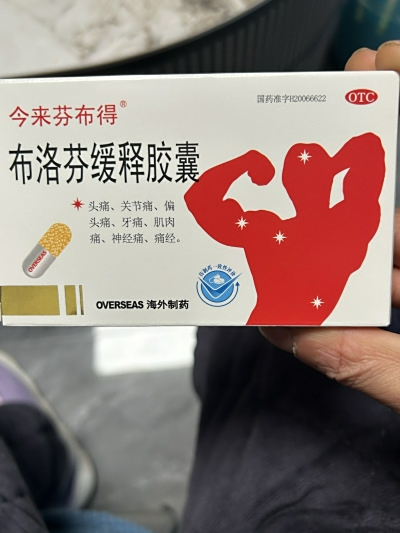 国药准字H20066622 OTC
今来芬布得®
布洛芬缓释胶囊
头痛、关节痛、偏
头痛、牙痛、肌肉
痛、神经痛、痛经。
OVERSEAS
OVERSEAS 海外制药